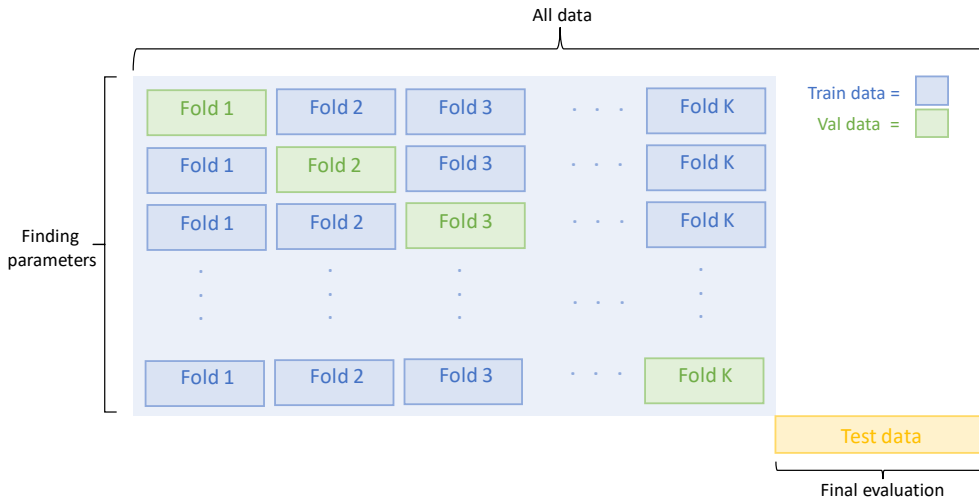 All data
Fold 1 Fold 2 Fold 3 . . . Fold K
Train data =
Val data =
Fold 1 Fold 2 Fold 3 . . . Fold K
Fold 1 Fold 2 Fold 3 . . . Fold K
Finding
parameters
. . .
Fold 1 Fold 2 Fold 3 . . . Fold K
Test data
Final evaluation